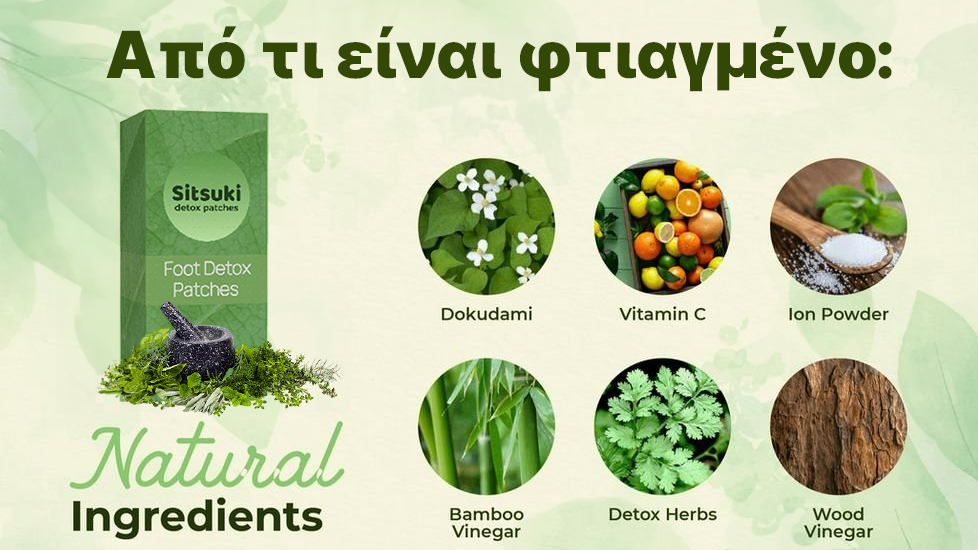 Από τι είναι φτιαγμένο:
Sitsuki
detox patches
Foot Detox
Patches
Natural
Ingredients
Dokudami
Vitamin C
Ion Powder
Bamboo
Vinegar
Detox Herbs
Wood
Vinegar